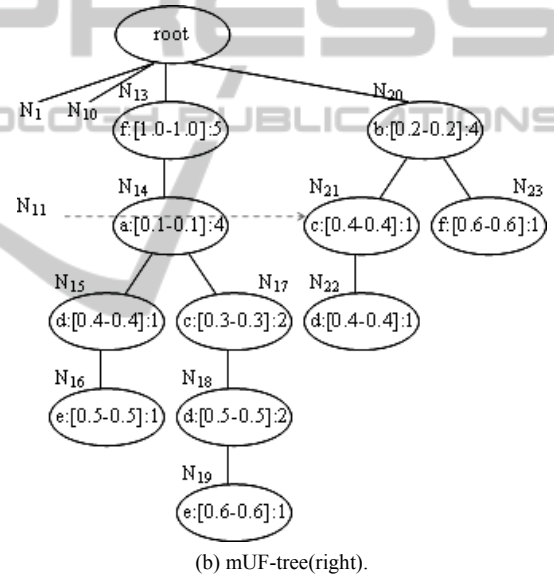 PRESS
PUBLICATIONS
root
N1 N10 N13 N20
f:[1.0-1.0]:5 b:[0.2-0.2]:4
N14 N21 N23
N11
a:[0.1-0.1]:4 c:[0.4-0.4]:1 f:[0.6-0.6]:1
N15 N17 N22
d:[0.4-0.4]:1 c:[0.3-0.3]:2 d:[0.4-0.4]:1
N16 N18
e:[0.5-0.5]:1 d:[0.5-0.5]:2
N19
e:[0.6-0.6]:1
(b) mUF-tree(right).